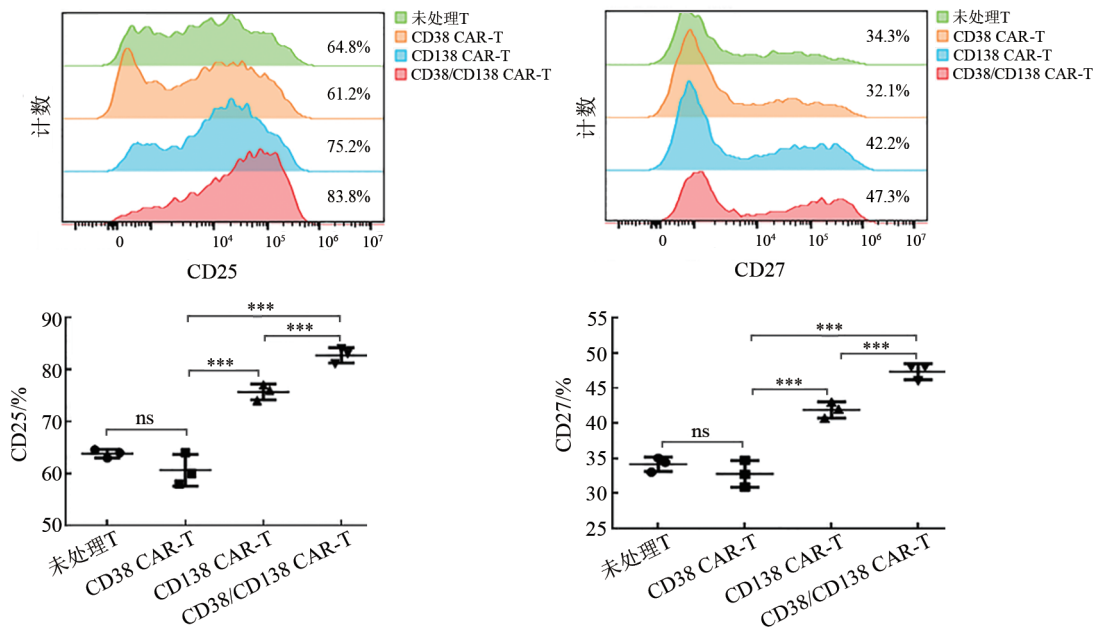 未处理T
CD38 CAR-T
CD138 CAR-T
CD38/CD138 CAR-T
64.8%
61.2%
75.2%
83.8%
计数
0 10⁴ 10⁵ 10⁶ 10⁷
CD25
未处理T
CD38 CAR-T
CD138 CAR-T
CD38/CD138 CAR-T
34.3%
32.1%
42.2%
47.3%
计数
0 10⁴ 10⁵ 10⁶ 10⁷
CD27
90
80
70
60
50
CD25/%
ns
***
***
***
未处理T
CD38 CAR-T
CD138 CAR-T
CD38/CD138 CAR-T
55
50
45
40
35
30
25
CD27/%
ns
***
***
***
未处理T
CD38 CAR-T
CD138 CAR-T
CD38/CD138 CAR-T